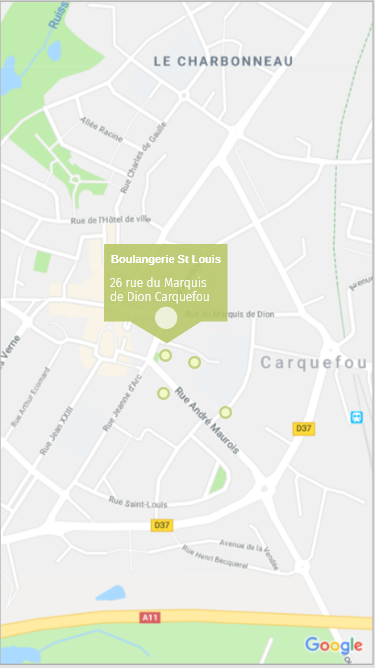 Ruiss
LE CHARBONNEAU
Allée Racine
Rue Charles de Gaulle
Rue de l'Hôtel de ville
Boulangerie St Louis
26 rue du Marquis
de Dion Carquefou
Rue du Marquis de Dion
Avenue
Carquefou
s Verne
Rue Arthur Ecomard
Rue Jean XXIII
Rue Jeanne d'Arc
Rue André Maurois
D37
Rue Saint-Louis
D37
Avenue de la Vendée
Rue Henri Becquerel
A11
Google